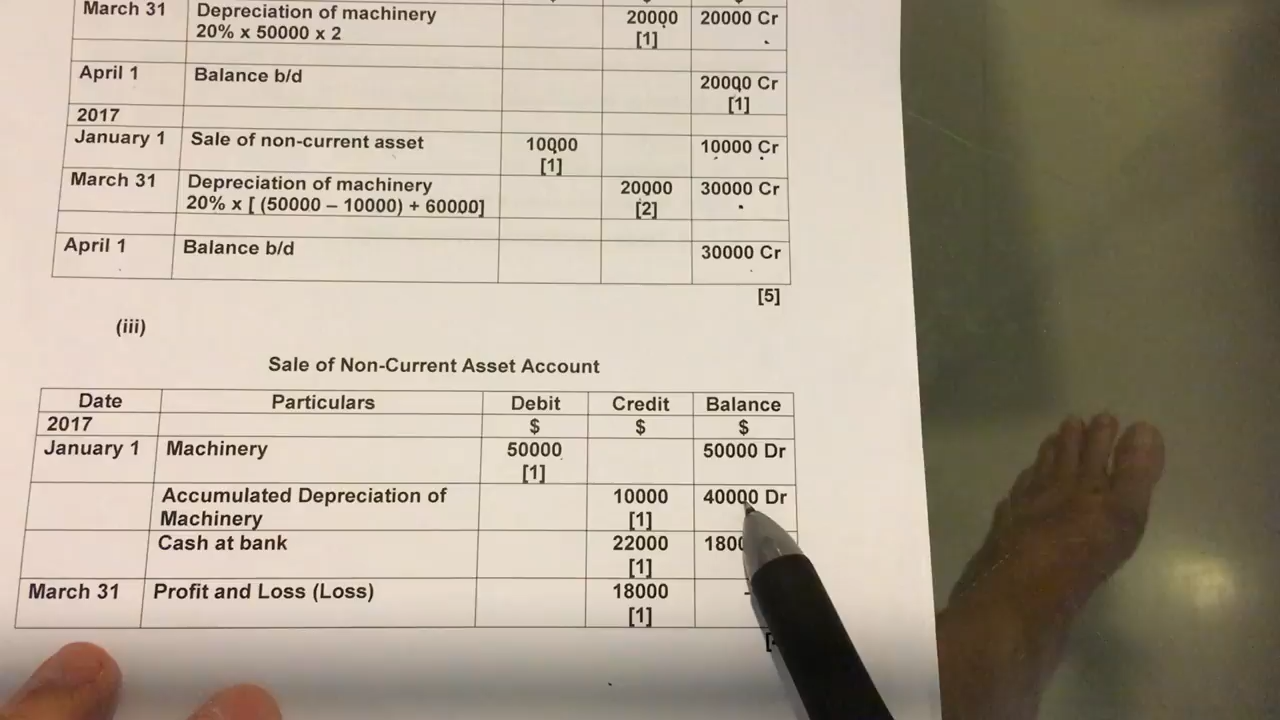 March 31 Depreciation of machinery 20000 20000 Cr
20% x 50000 x 2 [1]
April 1 Balance b/d 20000 Cr
[1]
2017
January 1 Sale of non-current asset 10000 10000 Cr
[1]
March 31 Depreciation of machinery 20000 30000 Cr
20% x [ (50000 – 10000) + 60000] [2]
April 1 Balance b/d 30000 Cr
[5]
(iii)
Sale of Non-Current Asset Account
Date Particulars Debit Credit Balance
2017 $ $ $
January 1 Machinery 50000 50000 Dr
[1]
Accumulated Depreciation of 10000 40000 Dr
Machinery [1]
Cash at bank 22000
[1]
March 31 Profit and Loss (Loss) 18000
[1]